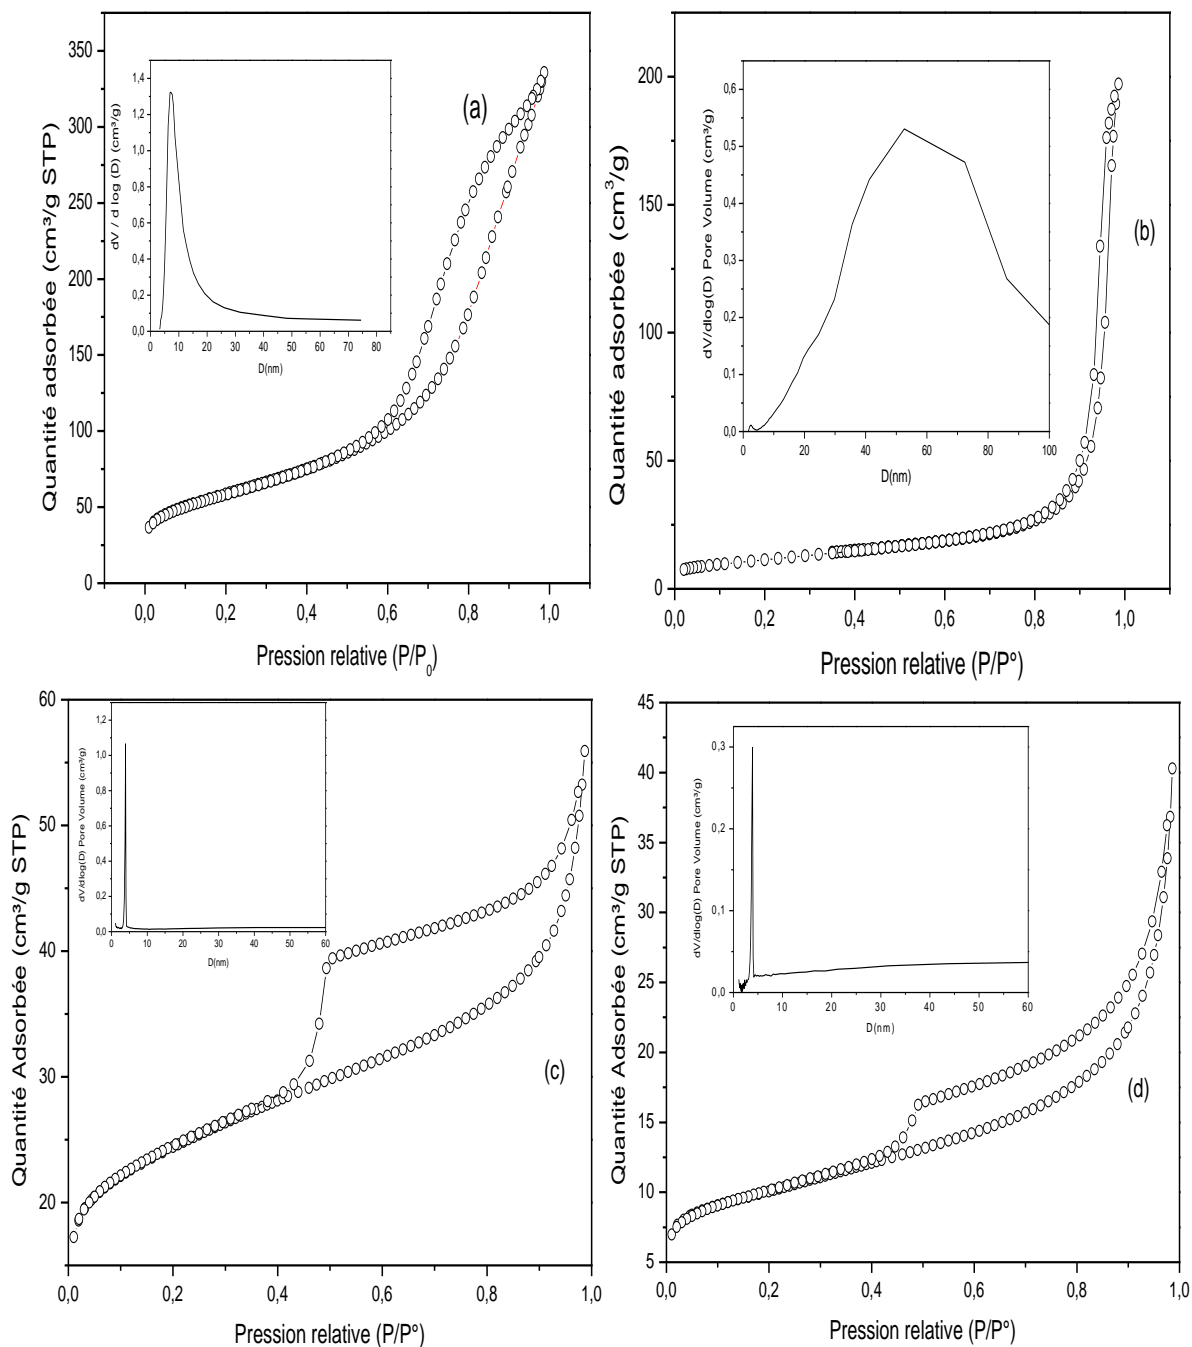 Quantité adsorbée (cm³/g STP)
350
300
250
200
150
100
50
0
0,0 0,2 0,4 0,6 0,8 1,0
Pression relative (P/P₀)
(a)
dV / d log (D) (cm³/g)
1,4
1,2
1,0
0,8
0,6
0,4
0,2
0,0
0 10 20 30 40 50 60 70 80
D(nm)
Quantité adsorbée (cm³/g)
200
150
100
50
0
0,0 0,2 0,4 0,6 0,8 1,0
Pression relative (P/P°)
(b)
dV/dlog(D) Pore Volume (cm³/g)
0,6
0,5
0,4
0,3
0,2
0,1
0,0
0 20 40 60 80 100
D(nm)
Quantité Adsorbée (cm³/g STP)
60
50
40
30
20
0,0 0,2 0,4 0,6 0,8 1,0
Pression relative (P/P°)
(c)
dV/dlog(D) Pore Volume (cm³/g)
1,2
1,0
0,8
0,6
0,4
0,2
0,0
0 10 20 30 40 50 60
D(nm)
Quantité Adsorbée (cm³/g STP)
45
40
35
30
25
20
15
10
5
0,0 0,2 0,4 0,6 0,8 1,0
Pression relative (P/P°)
(d)
dV/dlog(D) Pore Volume (cm³/g)
0,3
0,2
0,1
0,0
0 10 20 30 40 50 60
D(nm)